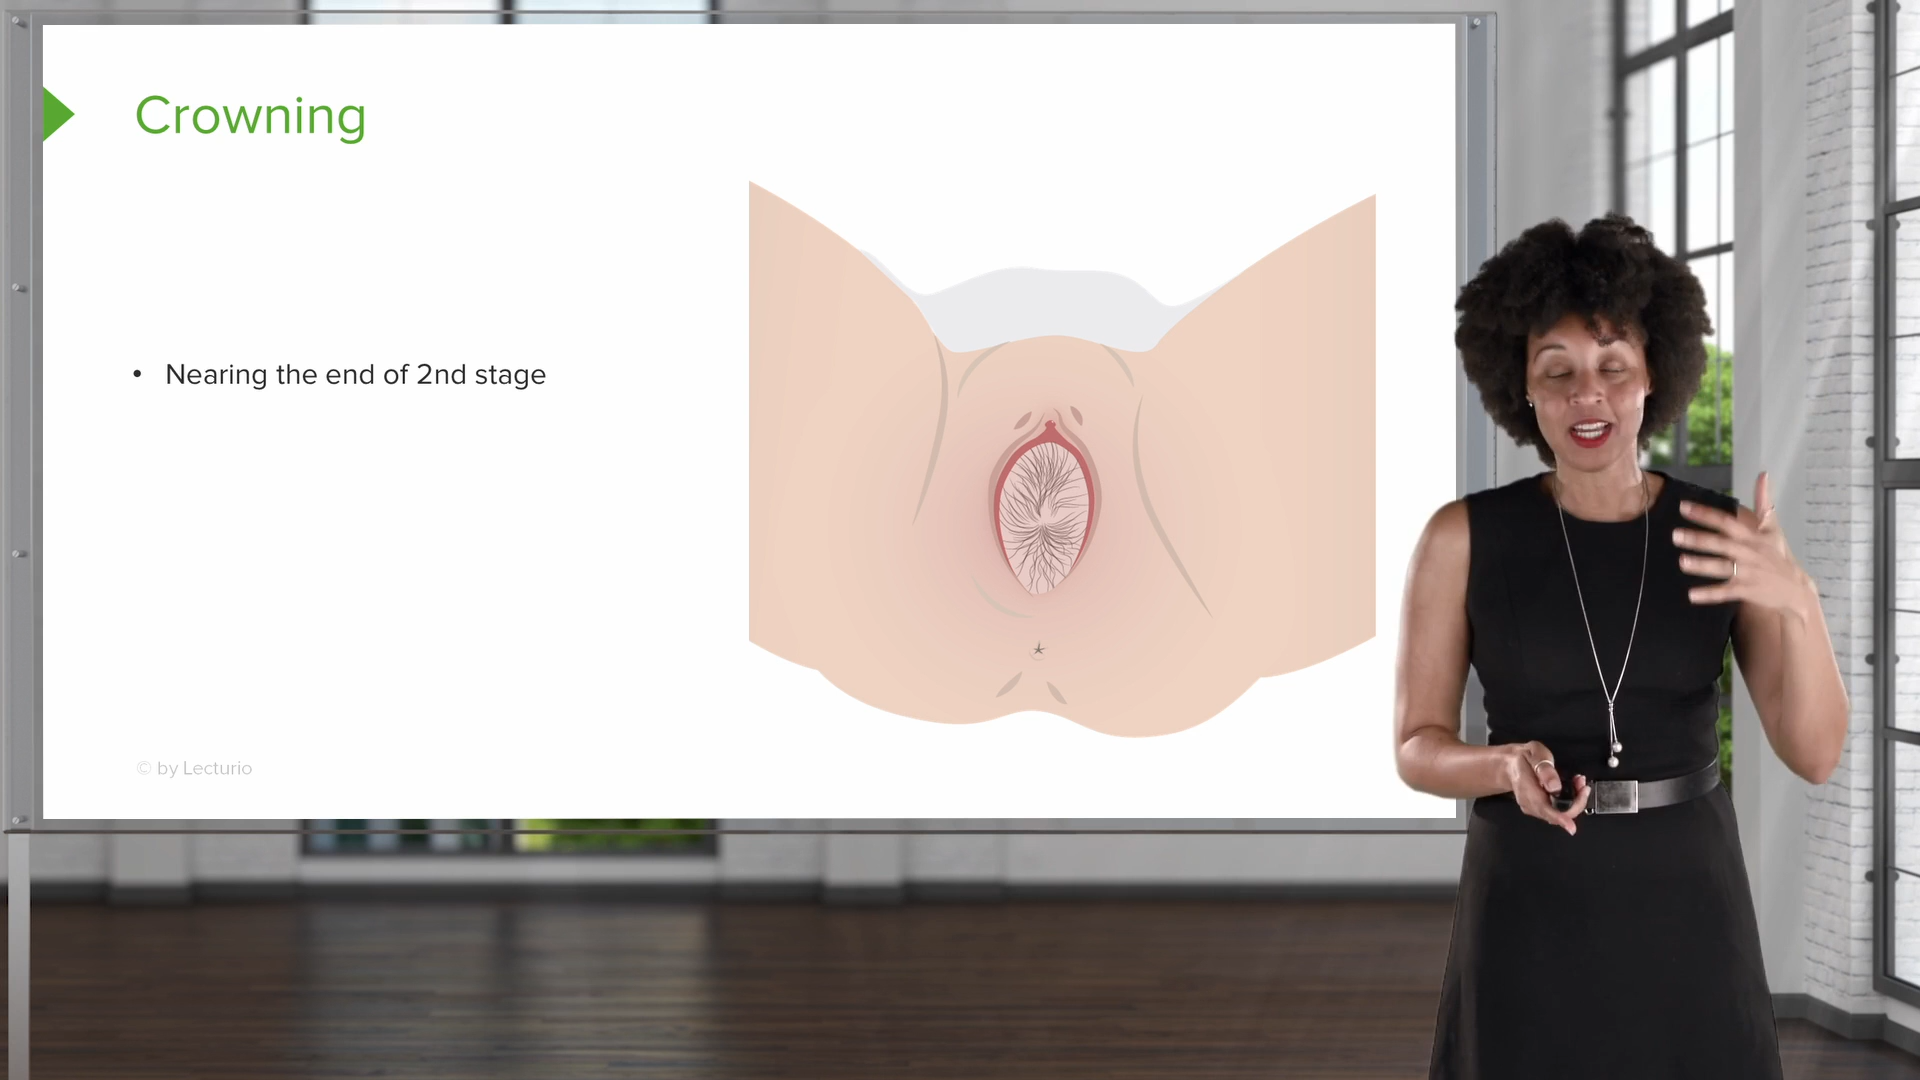 Crowning
• Nearing the end of 2nd stage
© by Lecturio